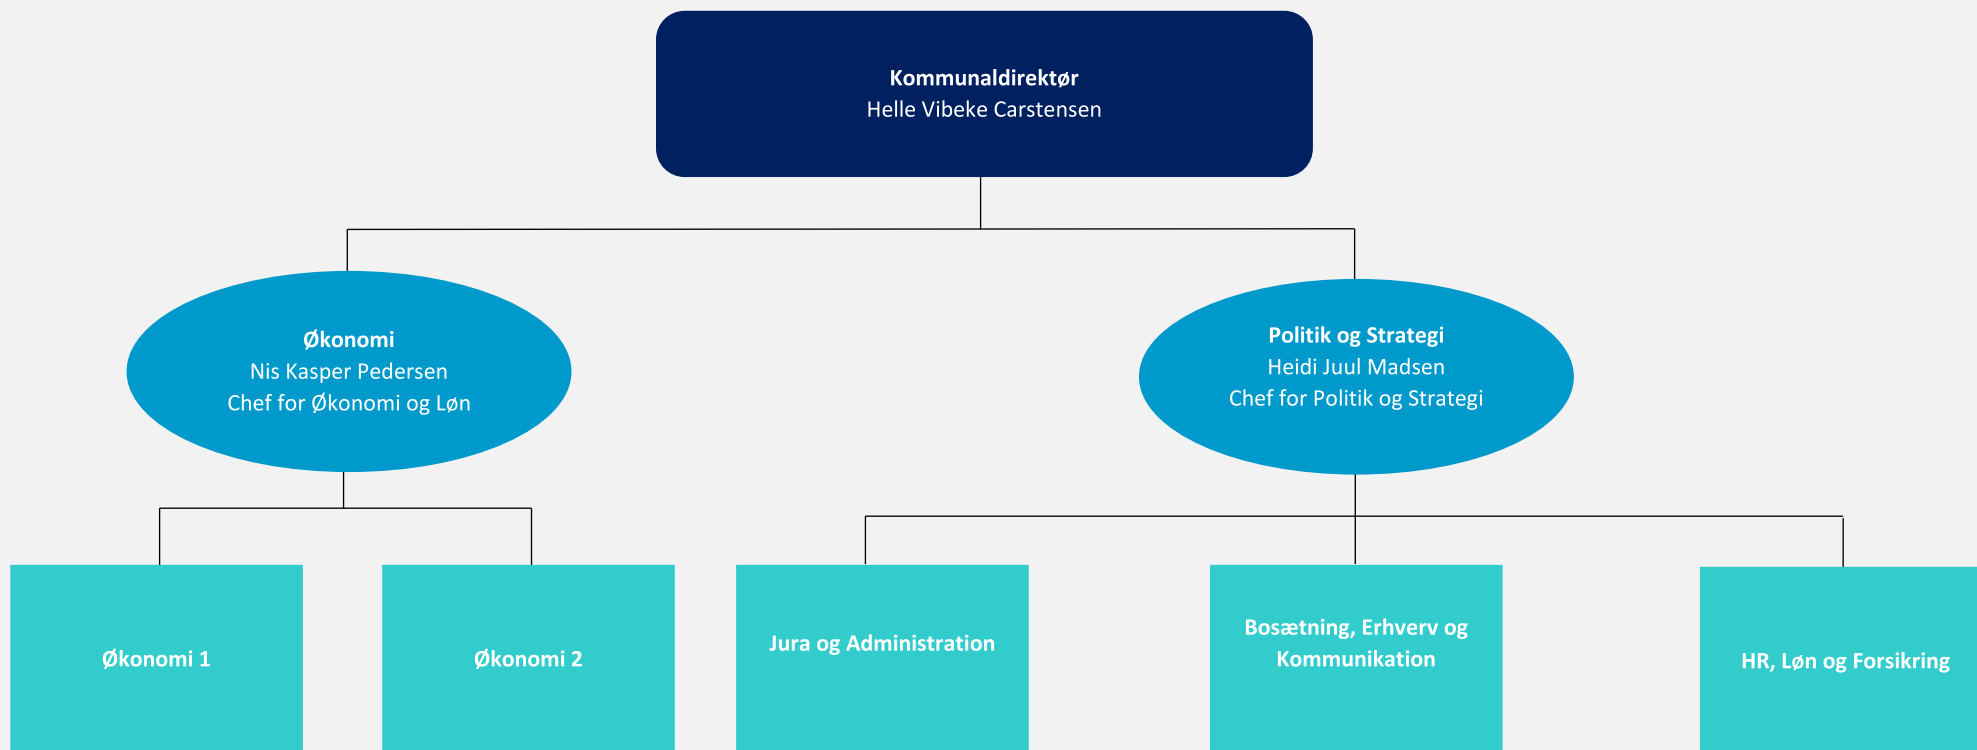 Kommunaldirektør
Helle Vibeke Carstensen
Økonomi
Nis Kasper Pedersen
Chef for Økonomi og Løn
Politik og Strategi
Heidi Juul Madsen
Chef for Politik og Strategi
Økonomi 1
Økonomi 2
Jura og Administration
Bosætning, Erhverv og
Kommunikation
HR, Løn og Forsikring